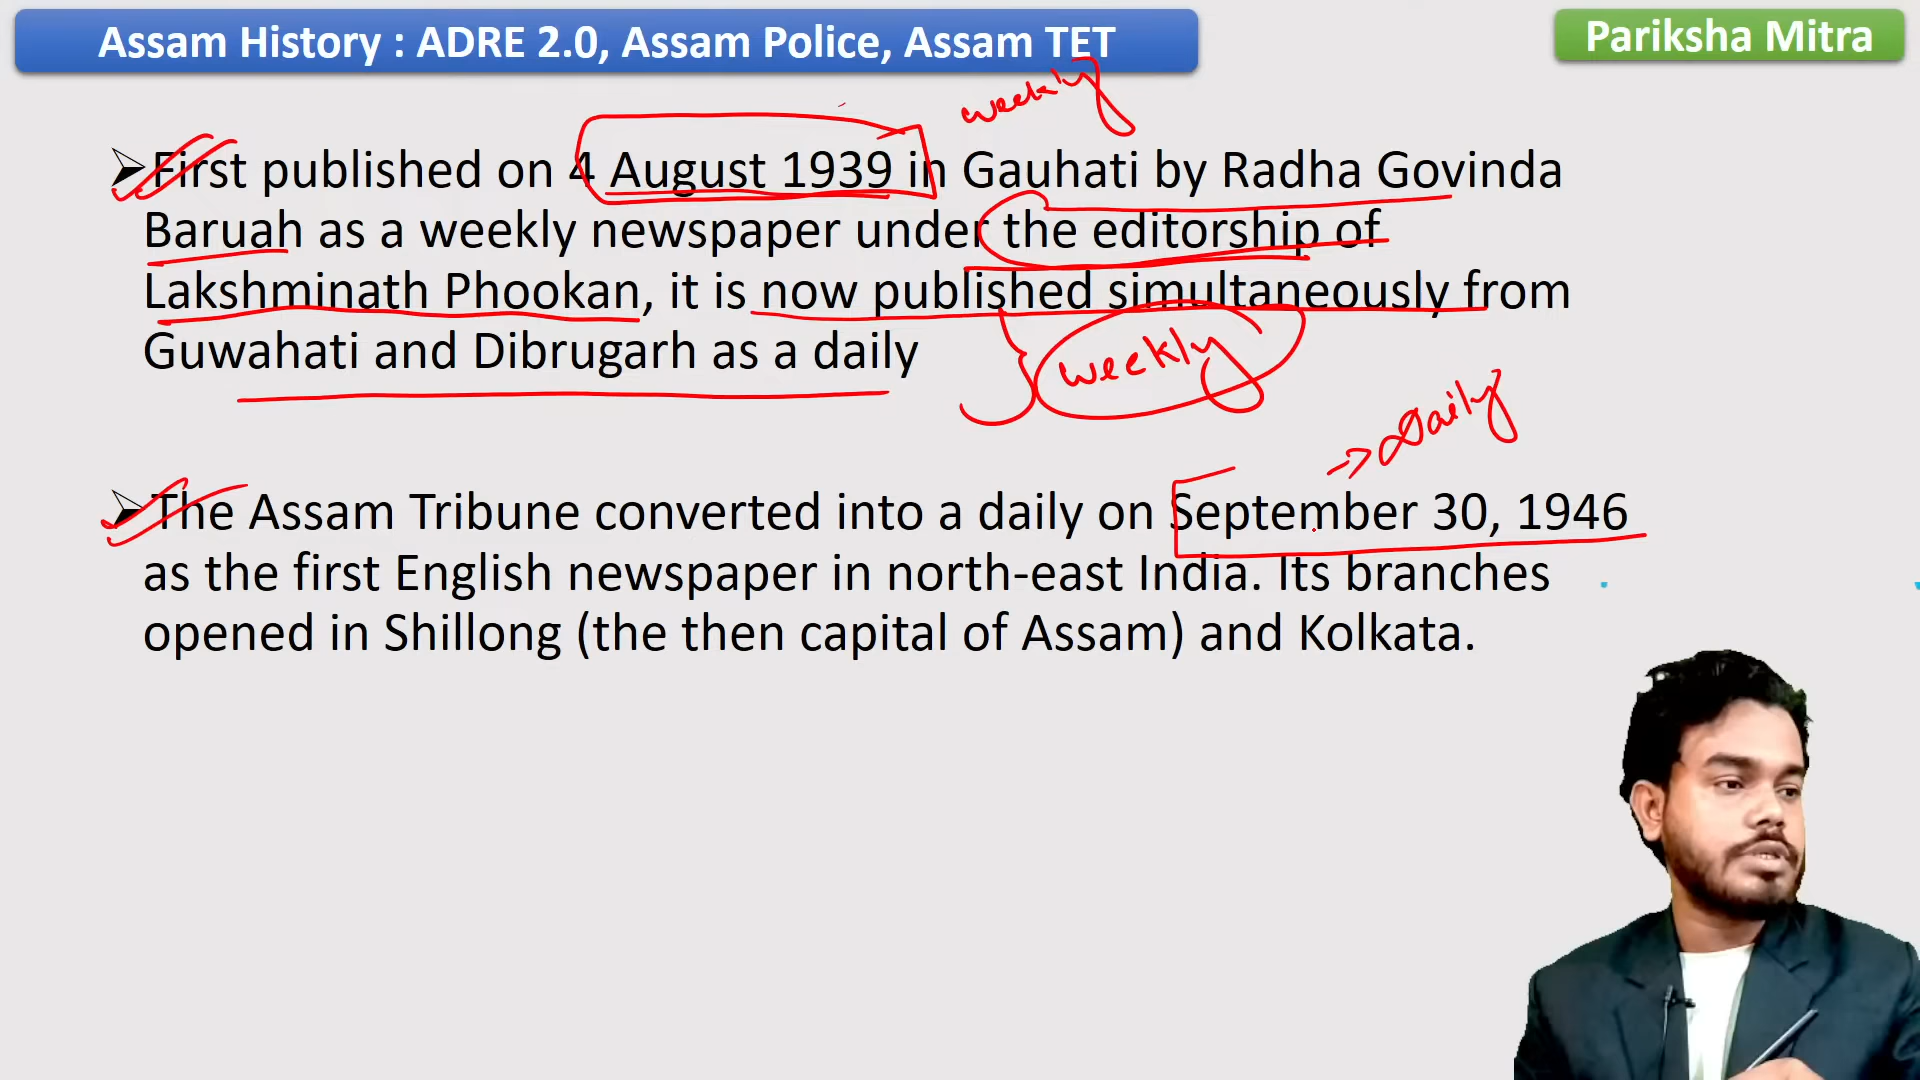 Assam History : ADRE 2.0, Assam Police, Assam TET
Pariksha Mitra
weekly
First published on 4 August 1939 in Gauhati by Radha Govinda
Baruah as a weekly newspaper under the editorship of
Lakshminath Phookan, it is now published simultaneously from
Guwahati and Dibrugarh as a daily
weekly
Daily
The Assam Tribune converted into a daily on September 30, 1946
as the first English newspaper in north-east India. Its branches
opened in Shillong (the then capital of Assam) and Kolkata.